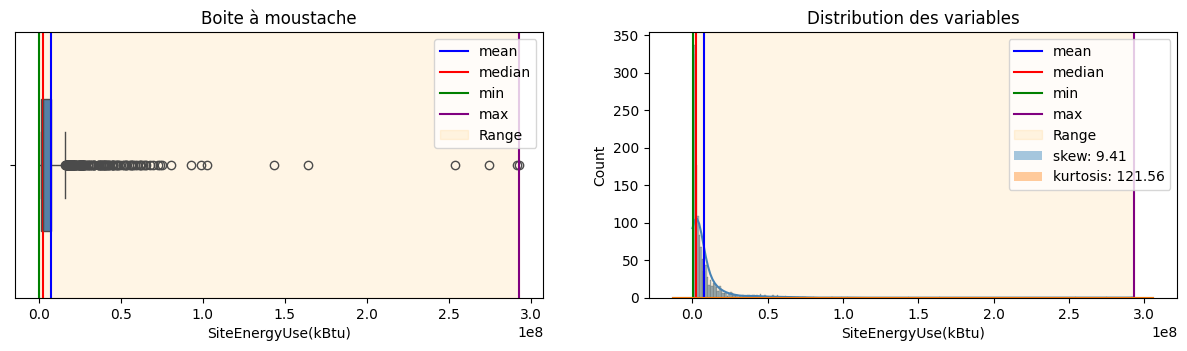 Boite à moustache
mean
median
min
max
Range
0.0 0.5 1.0 1.5 2.0 2.5 3.0
1e8
SiteEnergyUse(kBtu)
Distribution des variables
350
300
250
200
150
100
50
0
Count
mean
median
min
max
Range
skew: 9.41
kurtosis: 121.56
0.0 0.5 1.0 1.5 2.0 2.5 3.0
1e8
SiteEnergyUse(kBtu)